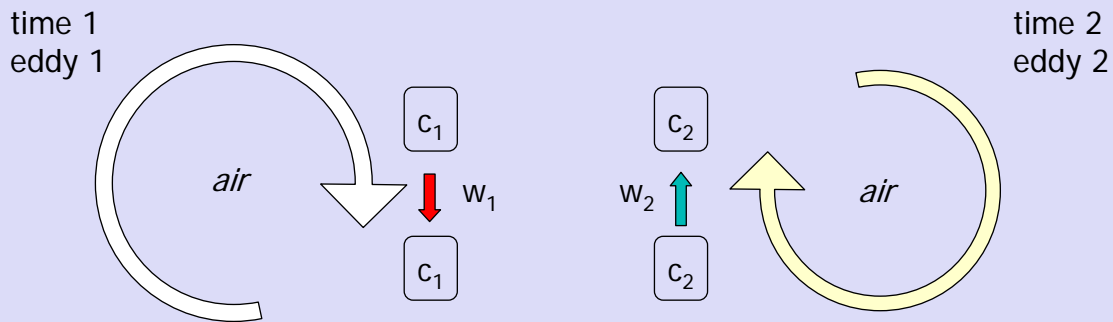 time 1
eddy 1
time 2
eddy 2
c₁
c₂
air
w₁
w₂
air
c₁
c₂